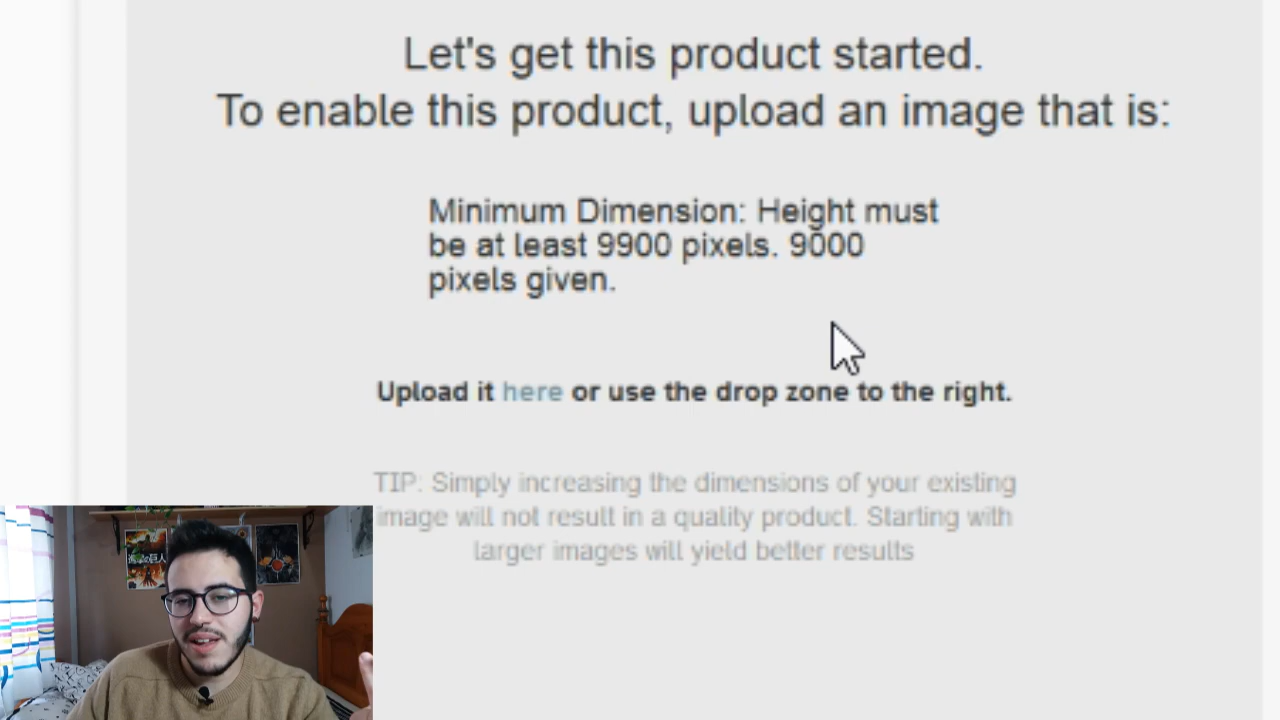 Let's get this product started.
To enable this product, upload an image that is:
Minimum Dimension: Height must
be at least 9900 pixels. 9000
pixels given.
Upload it here or use the drop zone to the right.
TIP: Simply increasing the dimensions of your existing
image will not result in a quality product. Starting with
larger images will yield better results